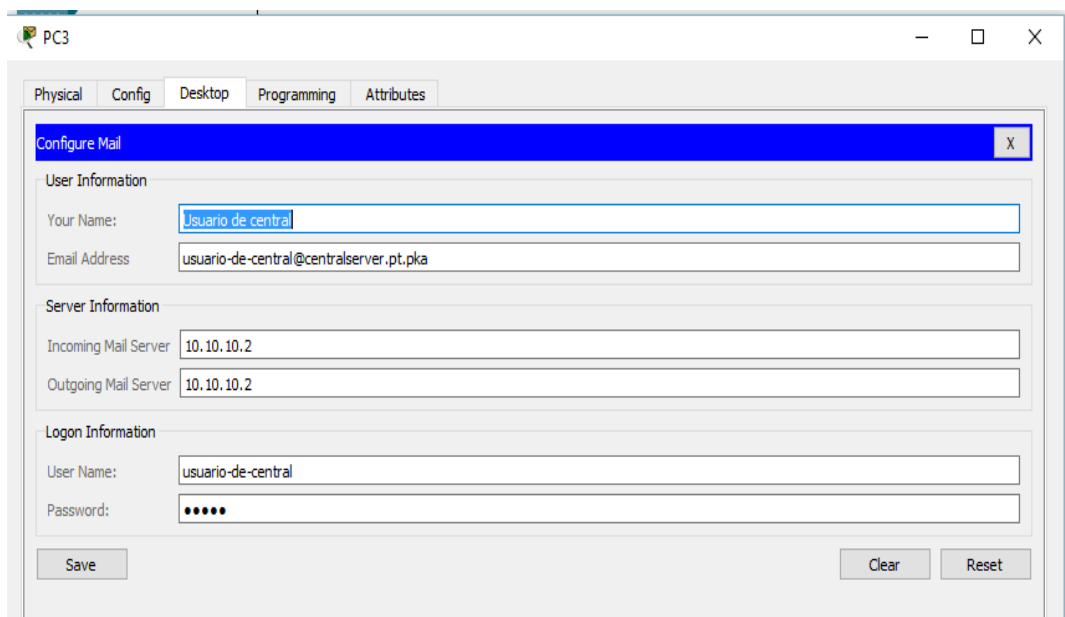 PC3
Physical Config Desktop Programming Attributes
Configure Mail X
User Information
Your Name: Usuario de central
Email Address usuario-de-central@centralserver.pt.pka
Server Information
Incoming Mail Server 10.10.10.2
Outgoing Mail Server 10.10.10.2
Logon Information
User Name: usuario-de-central
Password: •••••
Save Clear Reset